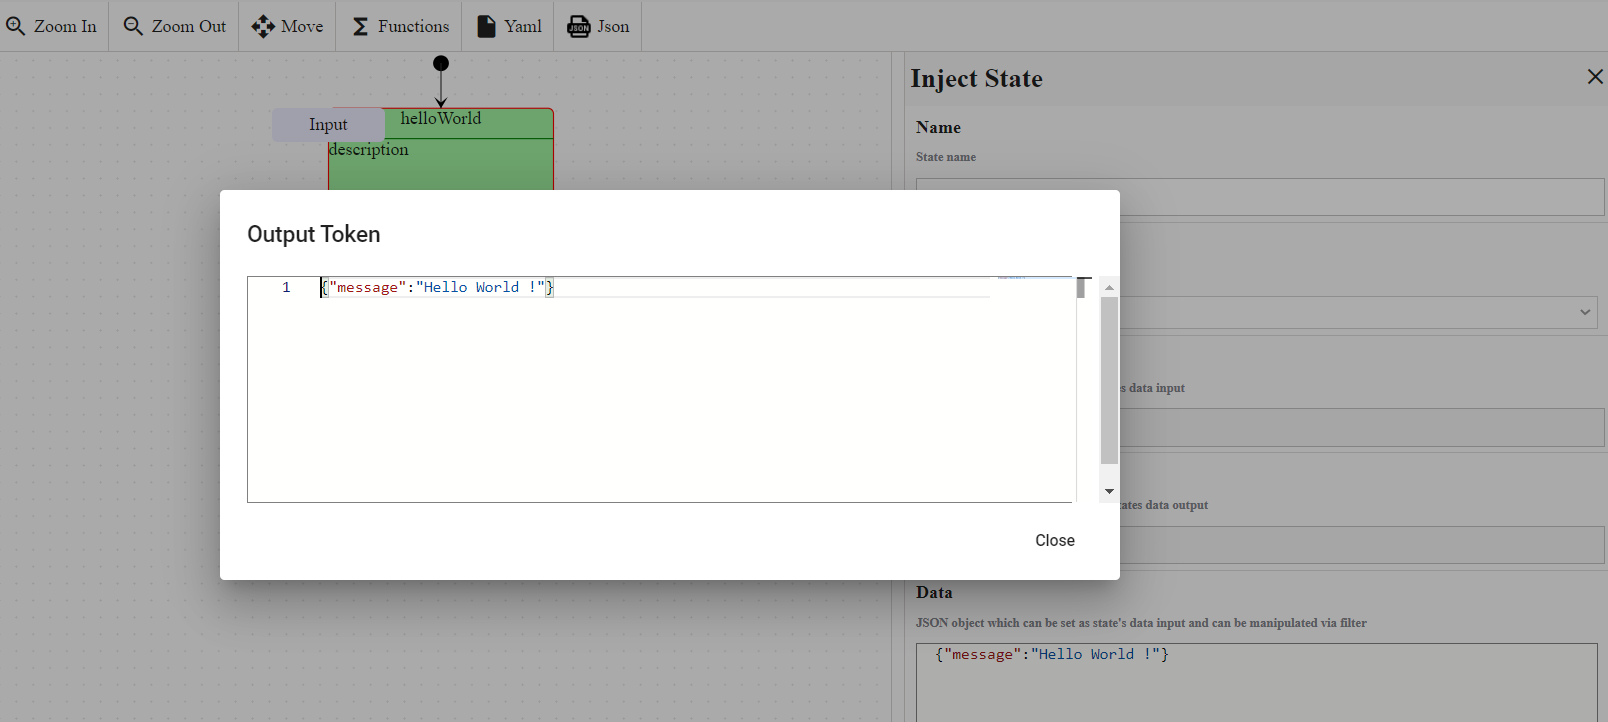 Zoom In
Zoom Out
Move
Functions
Yaml
JSON
Json
Input
helloWorld
description
Output Token
1
{"message":"Hello World !"}
Close
Inject State
Name
State name
s data input
ates data output
Data
JSON object which can be set as state's data input and can be manipulated via filter
{"message":"Hello World !"}